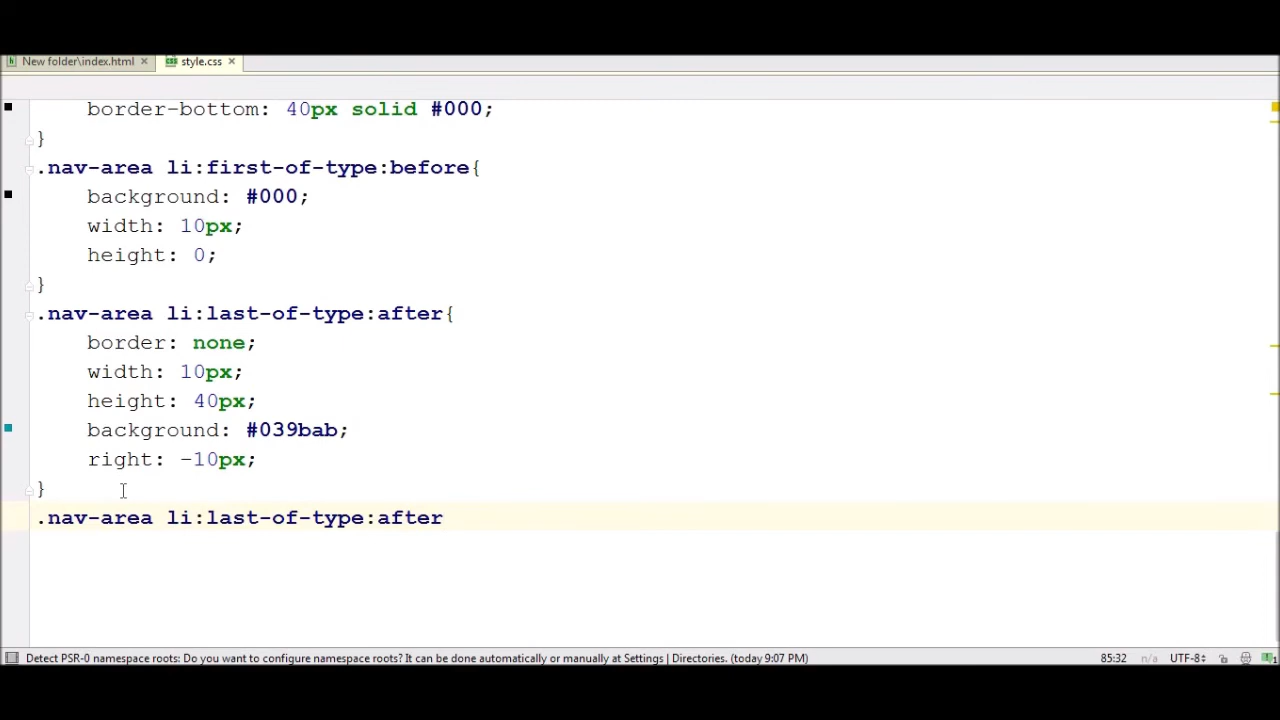 New folder\index.html
style.css
border-bottom: 40px solid #000;
}
.nav-area li:first-of-type:before{
background: #000;
width: 10px;
height: 0;
}
.nav-area li:last-of-type:after{
border: none;
width: 10px;
height: 40px;
background: #039bab;
right: -10px;
}
.nav-area li:last-of-type:after
Detect PSR-0 namespace roots: Do you want to configure namespace roots? It can be done automatically or manually at Settings | Directories. (today 9:07 PM) 85:32 n/a UTF-8